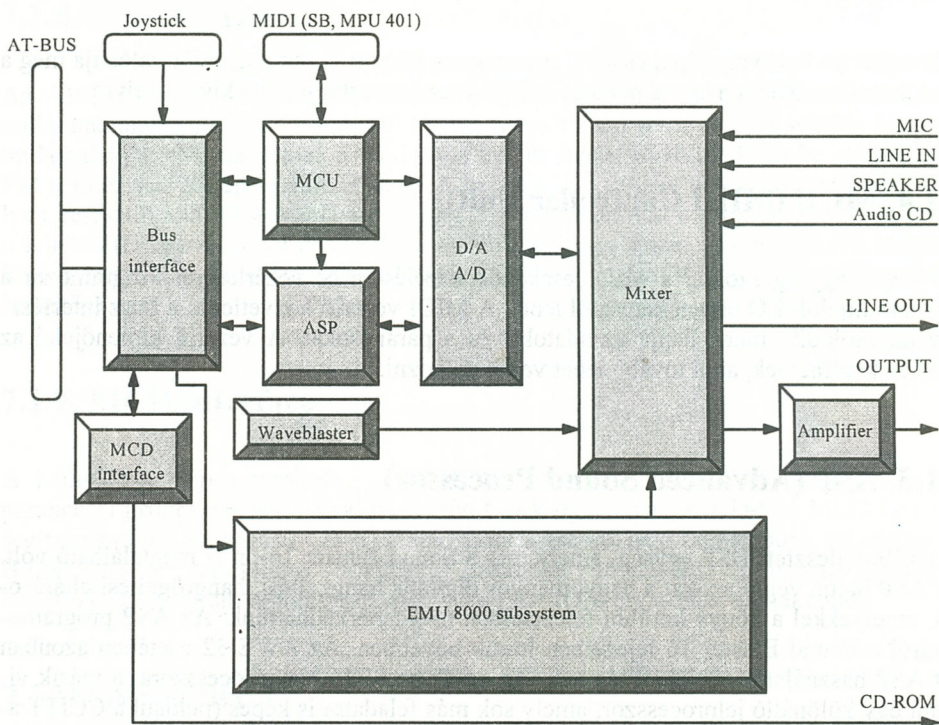 Joystick
MIDI (SB, MPU 401)
AT-BUS
MIC
LINE IN
SPEAKER
Audio CD
MCU
Bus
interface
D/A
A/D
Mixer
ASP
LINE OUT
OUTPUT
Waveblaster
Amplifier
MCD
interface
EMU 8000 subsystem
CD-ROM